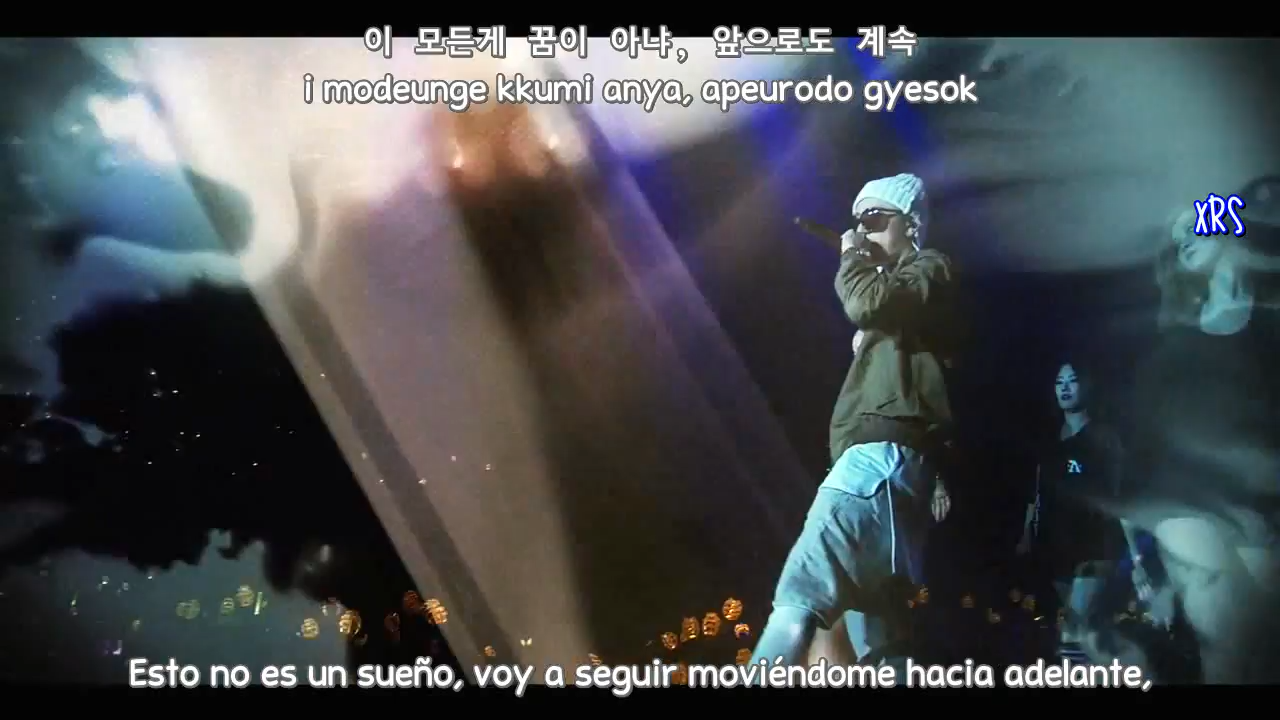 이 모든게 꿈이 아냐, 앞으로도 계속
i modeunge kkumi anya, apeurodo gyesok
XRS
Esto no es un sueño, voy a seguir moviéndome hacia adelante,